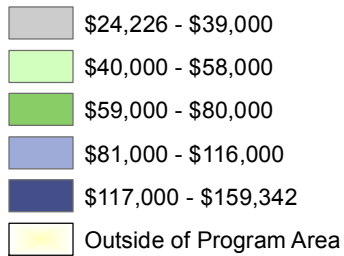 $24,226 - $39,000
$40,000 - $58,000
$59,000 - $80,000
$81,000 - $116,000
$117,000 - $159,342
Outside of Program Area